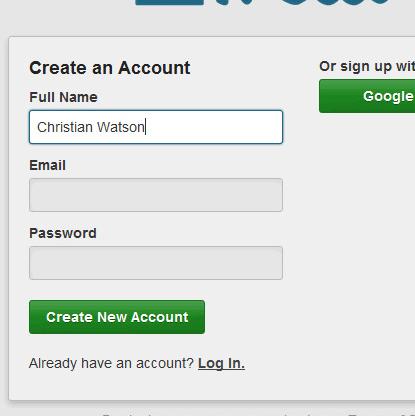 Create an Account
Full Name
Christian Watson
Email
Password
Create New Account
Already have an account? Log In.
Or sign up wit
Google